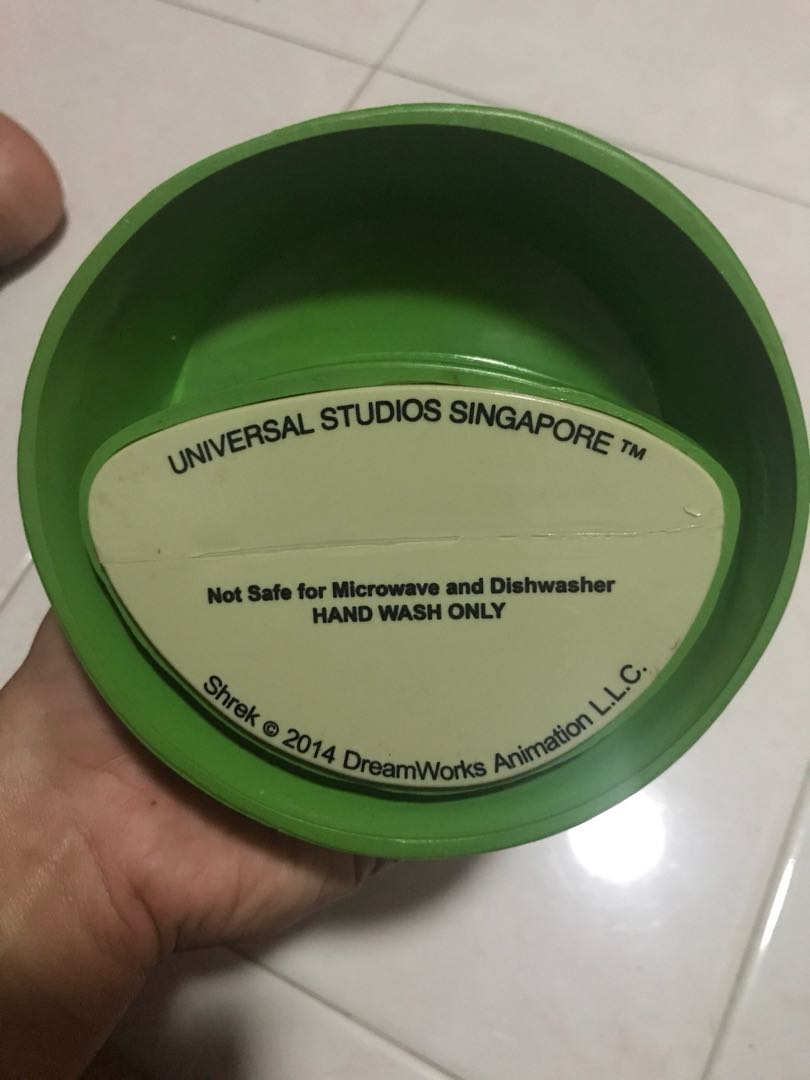 UNIVERSAL STUDIOS SINGAPORE ™
Not Safe for Microwave and Dishwasher
HAND WASH ONLY
Shrek © 2014 DreamWorks Animation L.L.C.